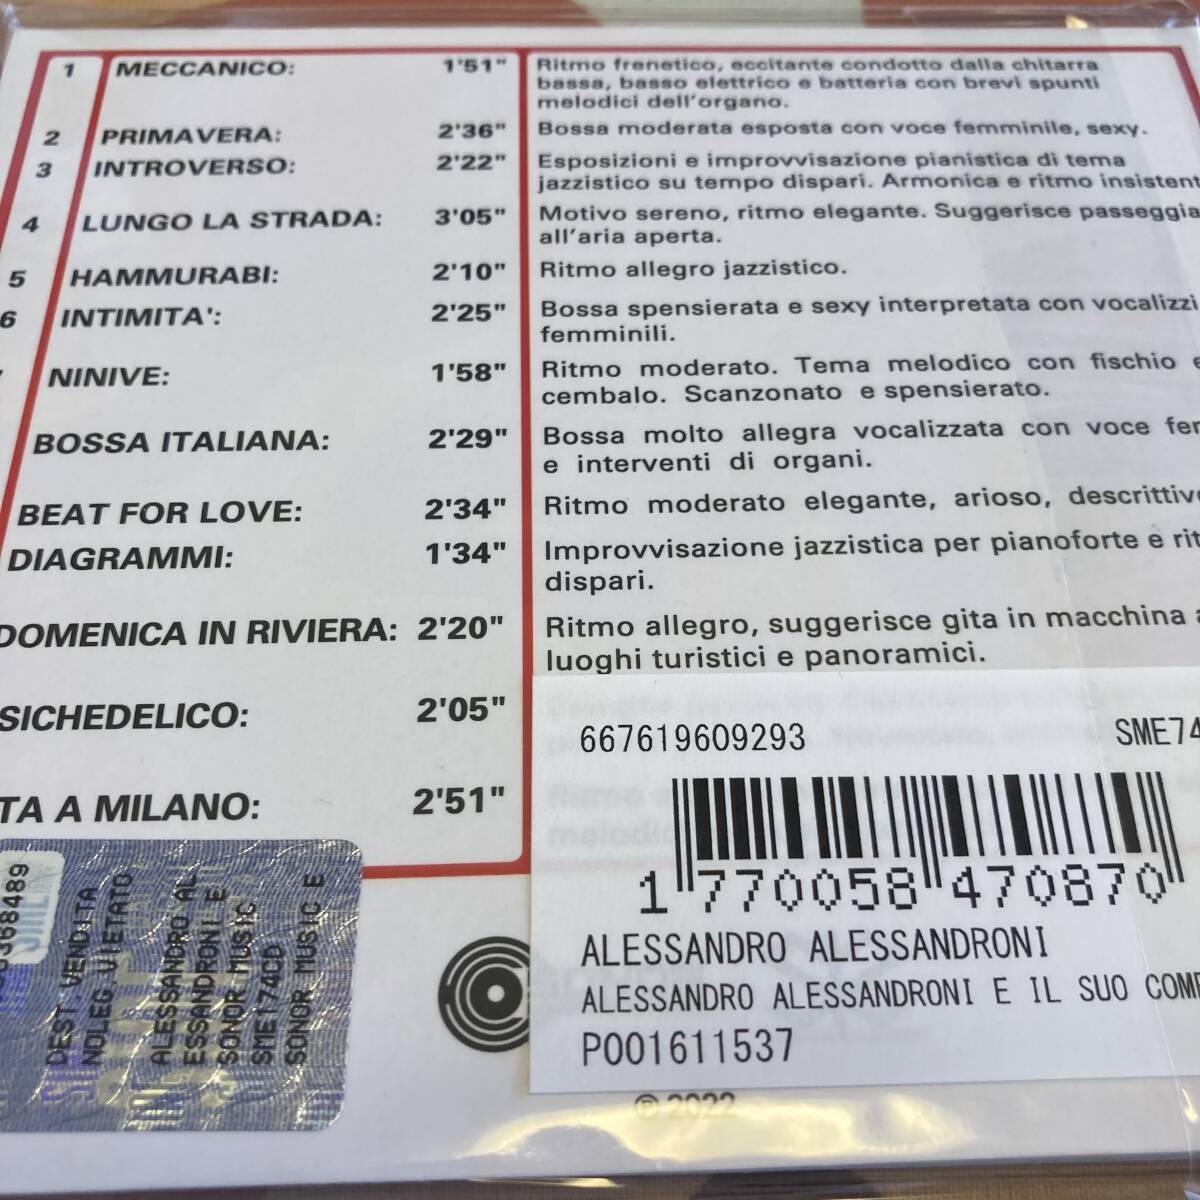 1 MECCANICO: 1'51" Ritmo frenetico, eccitante condotto dalla chitarra
bassa, basso elettrico e batteria con brevi spunti
melodici dell'organo.
2 PRIMAVERA: 2'36" Bossa moderata esposta con voce femminile, sexy.
3 INTROVERSO: 2'22" Esposizioni e improvvisazione pianistica di tema
jazzistico su tempo dispari. Armonica e ritmo insistent
4 LUNGO LA STRADA: 3'05" Motivo sereno, ritmo elegante. Suggerisce passeggia
all'aria aperta.
5 HAMMURABI: 2'10" Ritmo allegro jazzistico.
6 INTIMITA': 2'25" Bossa spensierata e sexy interpretata con vocalizzi
femminili.
NINIVE: 1'58" Ritmo moderato. Tema melodico con fischio e
cembalo. Scanzonato e spensierato.
BOSSA ITALIANA: 2'29" Bossa molto allegra vocalizzata con voce fem
e interventi di organi.
BEAT FOR LOVE: 2'34" Ritmo moderato elegante, arioso, descrittivo
DIAGRAMMI: 1'34" Improvvisazione jazzistica per pianoforte e rit
dispari.
DOMENICA IN RIVIERA: 2'20" Ritmo allegro, suggerisce gita in macchina a
luoghi turistici e panoramici.
SICHEDELICO: 2'05"
TA A MILANO: 2'51"
667619609293 SME74
1 770058 470870
ALESSANDRO ALESSANDRONI
ALESSANDRO ALESSANDRONI E IL SUO COMP
P001611537
℗ 2022
DEST.VENDITA
NOLEG.VIETATO
ALESSANDRO AL
ESSANDRONI E
SONOR MUSIC
SME174CD
SONOR MUSIC E